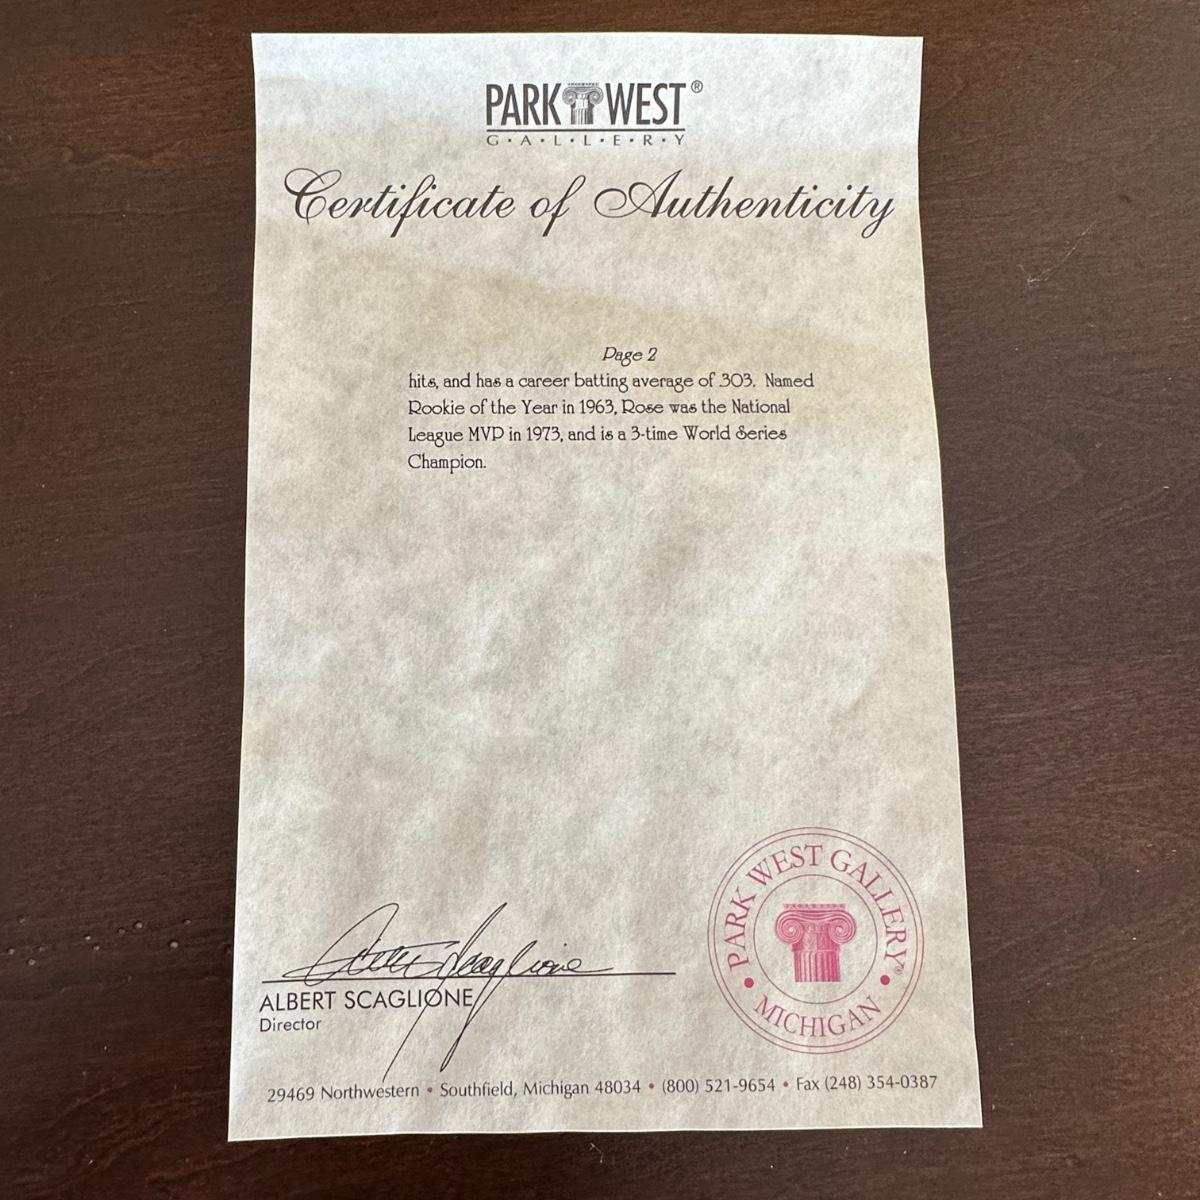 PARK WEST®
G•A•L•L•E•R•Y
Certificate of Authenticity
Page 2
hits, and has a career batting average of .303. Named
Rookie of the Year in 1963, Rose was the National
League MVP in 1973, and is a 3-time World Series
Champion.
Albert Scaglione
ALBERT SCAGLIONE
Director
PARK WEST GALLERY®
• MICHIGAN •
29469 Northwestern • Southfield, Michigan 48034 • (800) 521-9654 • Fax (248) 354-0387